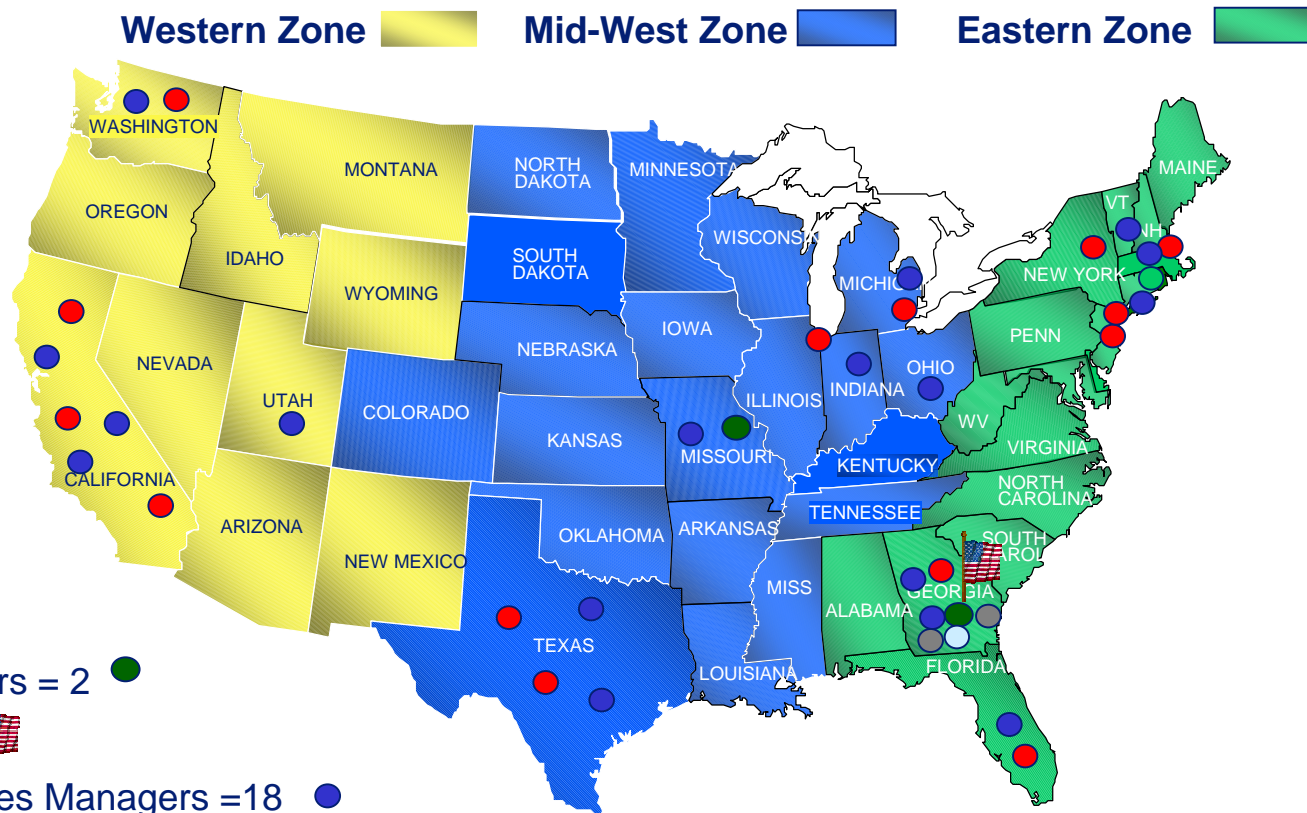 Western Zone
Mid-West Zone
Eastern Zone
WASHINGTON
MONTANA
NORTH
DAKOTA
MINNESOTA
MAINE
VT
NH
OREGON
IDAHO
SOUTH
DAKOTA
WISCONSIN
MICHIG
NEW YORK
WYOMING
IOWA
PENN
NEVADA
NEBRASKA
OHIO
UTAH
COLORADO
ILLINOIS
INDIANA
WV
KANSAS
MISSOURI
VIRGINIA
KENTUCKY
CALIFORNIA
NORTH
CAROLINA
TENNESSEE
ARIZONA
OKLAHOMA
ARKANSAS
SOUTH
AROL
NEW MEXICO
MISS
ALABAMA
GEORGIA
TEXAS
LOUISIANA
FLORIDA
rs = 2
es Managers =18